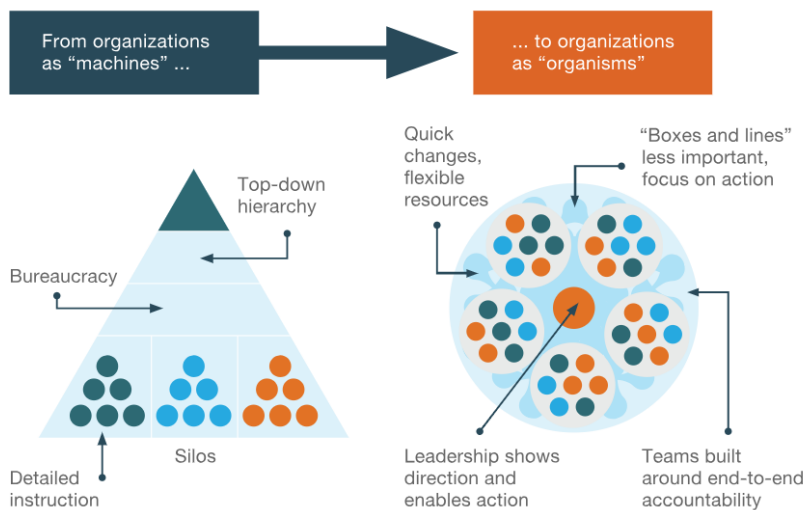 From organizations
as “machines” ...
... to organizations
as “organisms”
Top-down
hierarchy
Bureaucracy
Silos
Detailed
instruction
Quick
changes,
flexible
resources
“Boxes and lines”
less important,
focus on action
Leadership shows
direction and
enables action
Teams built
around end-to-end
accountability